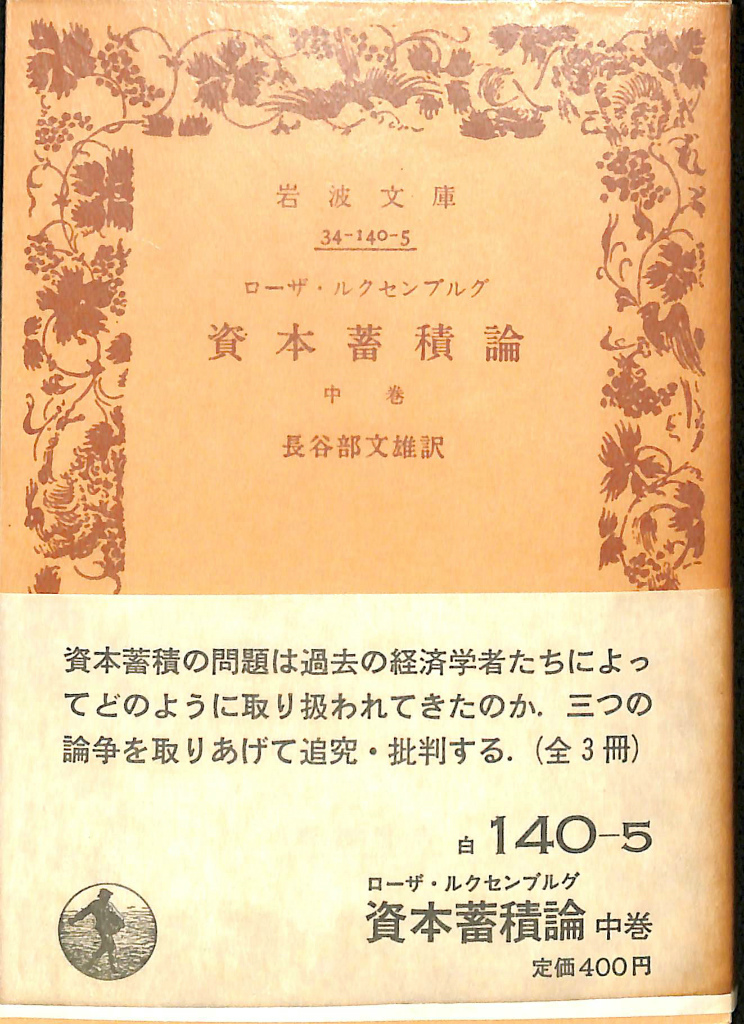 岩波文庫
34-140-5
ローザ・ルクセンブルグ
資本蓄積論
中巻
長谷部文雄訳
資本蓄積の問題は過去の経済学者たちによっ
てどのように取り扱われてきたのか．三つの
論争を取りあげて追究・批判する．（全3冊）
白 140-5
ローザ・ルクセンブルグ
資本蓄積論 中巻
定価400円